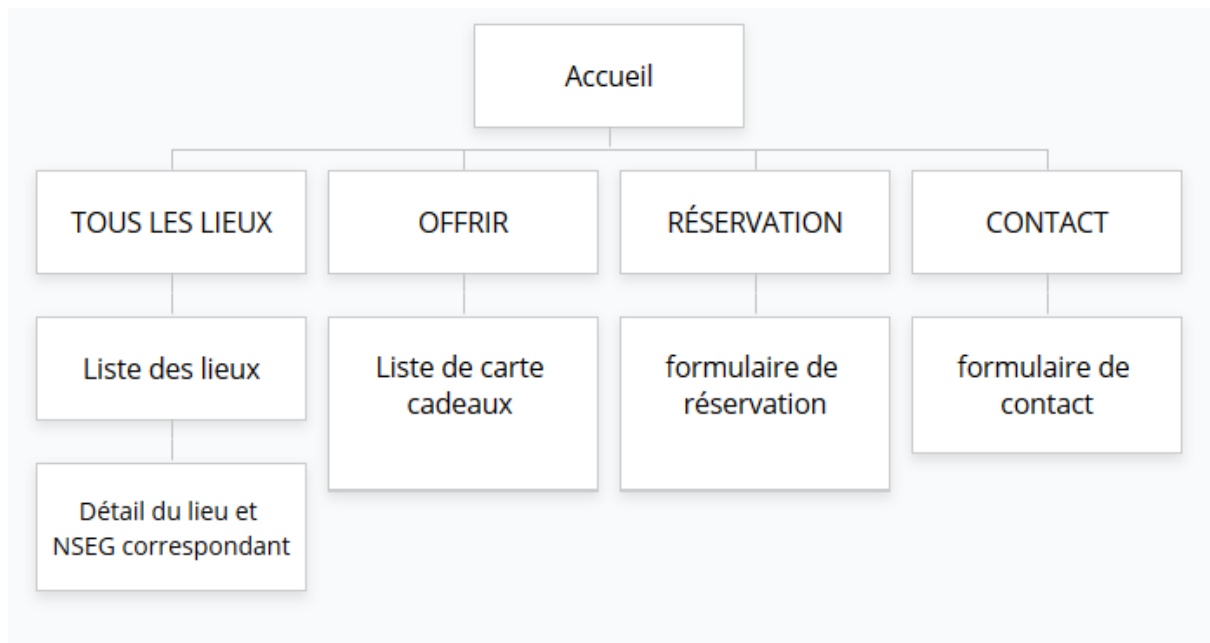 Accueil
TOUS LES LIEUX
OFFRIR
RÉSERVATION
CONTACT
Liste des lieux
Liste de carte
cadeaux
formulaire de
réservation
formulaire de
contact
Détail du lieu et
NSEG correspondant